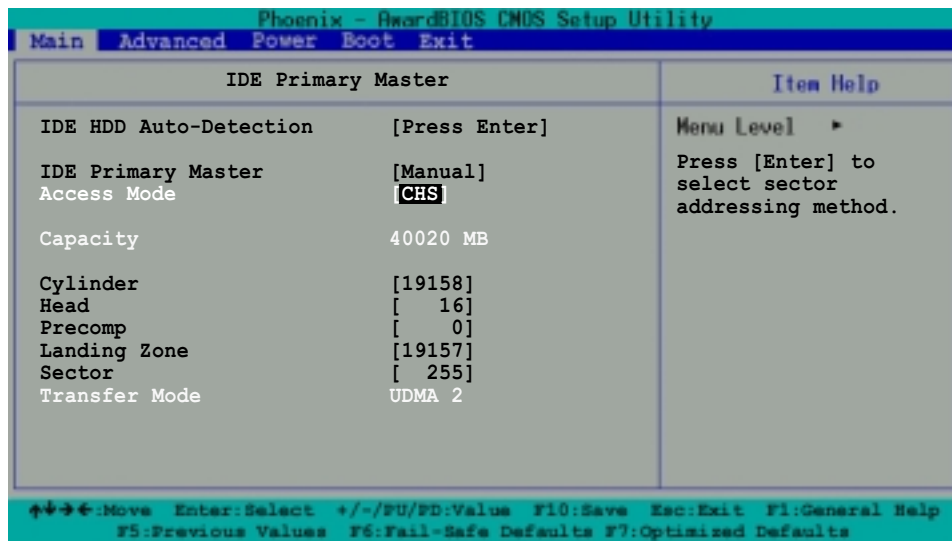 Phoenix - AwardBIOS CMOS Setup Utility
Main Advanced Power Boot Exit
IDE Primary Master
Item Help
IDE HDD Auto-Detection [Press Enter]
Menu Level ►
IDE Primary Master [Manual]
Press [Enter] to
Access Mode [CHS]
select sector
addressing method.
Capacity 40020 MB
Cylinder [19158]
Head [ 16]
Precomp [ 0]
Landing Zone [19157]
Sector [ 255]
Transfer Mode UDMA 2
↑↓→←:Move Enter:Select +/-/PU/PD:Value F10:Save Esc:Exit F1:General Help
F5:Previous Values F6:Fail-Safe Defaults F7:Optimized Defaults